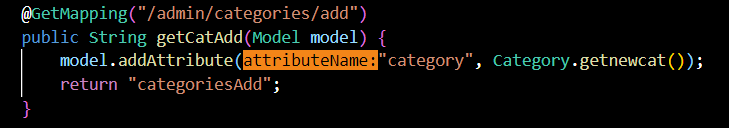 @GetMapping("/admin/categories/add")
public String getCatAdd(Model model) {
model.addAttribute(attributeName:"category", Category.getnewcat());
return "categoriesAdd";
}